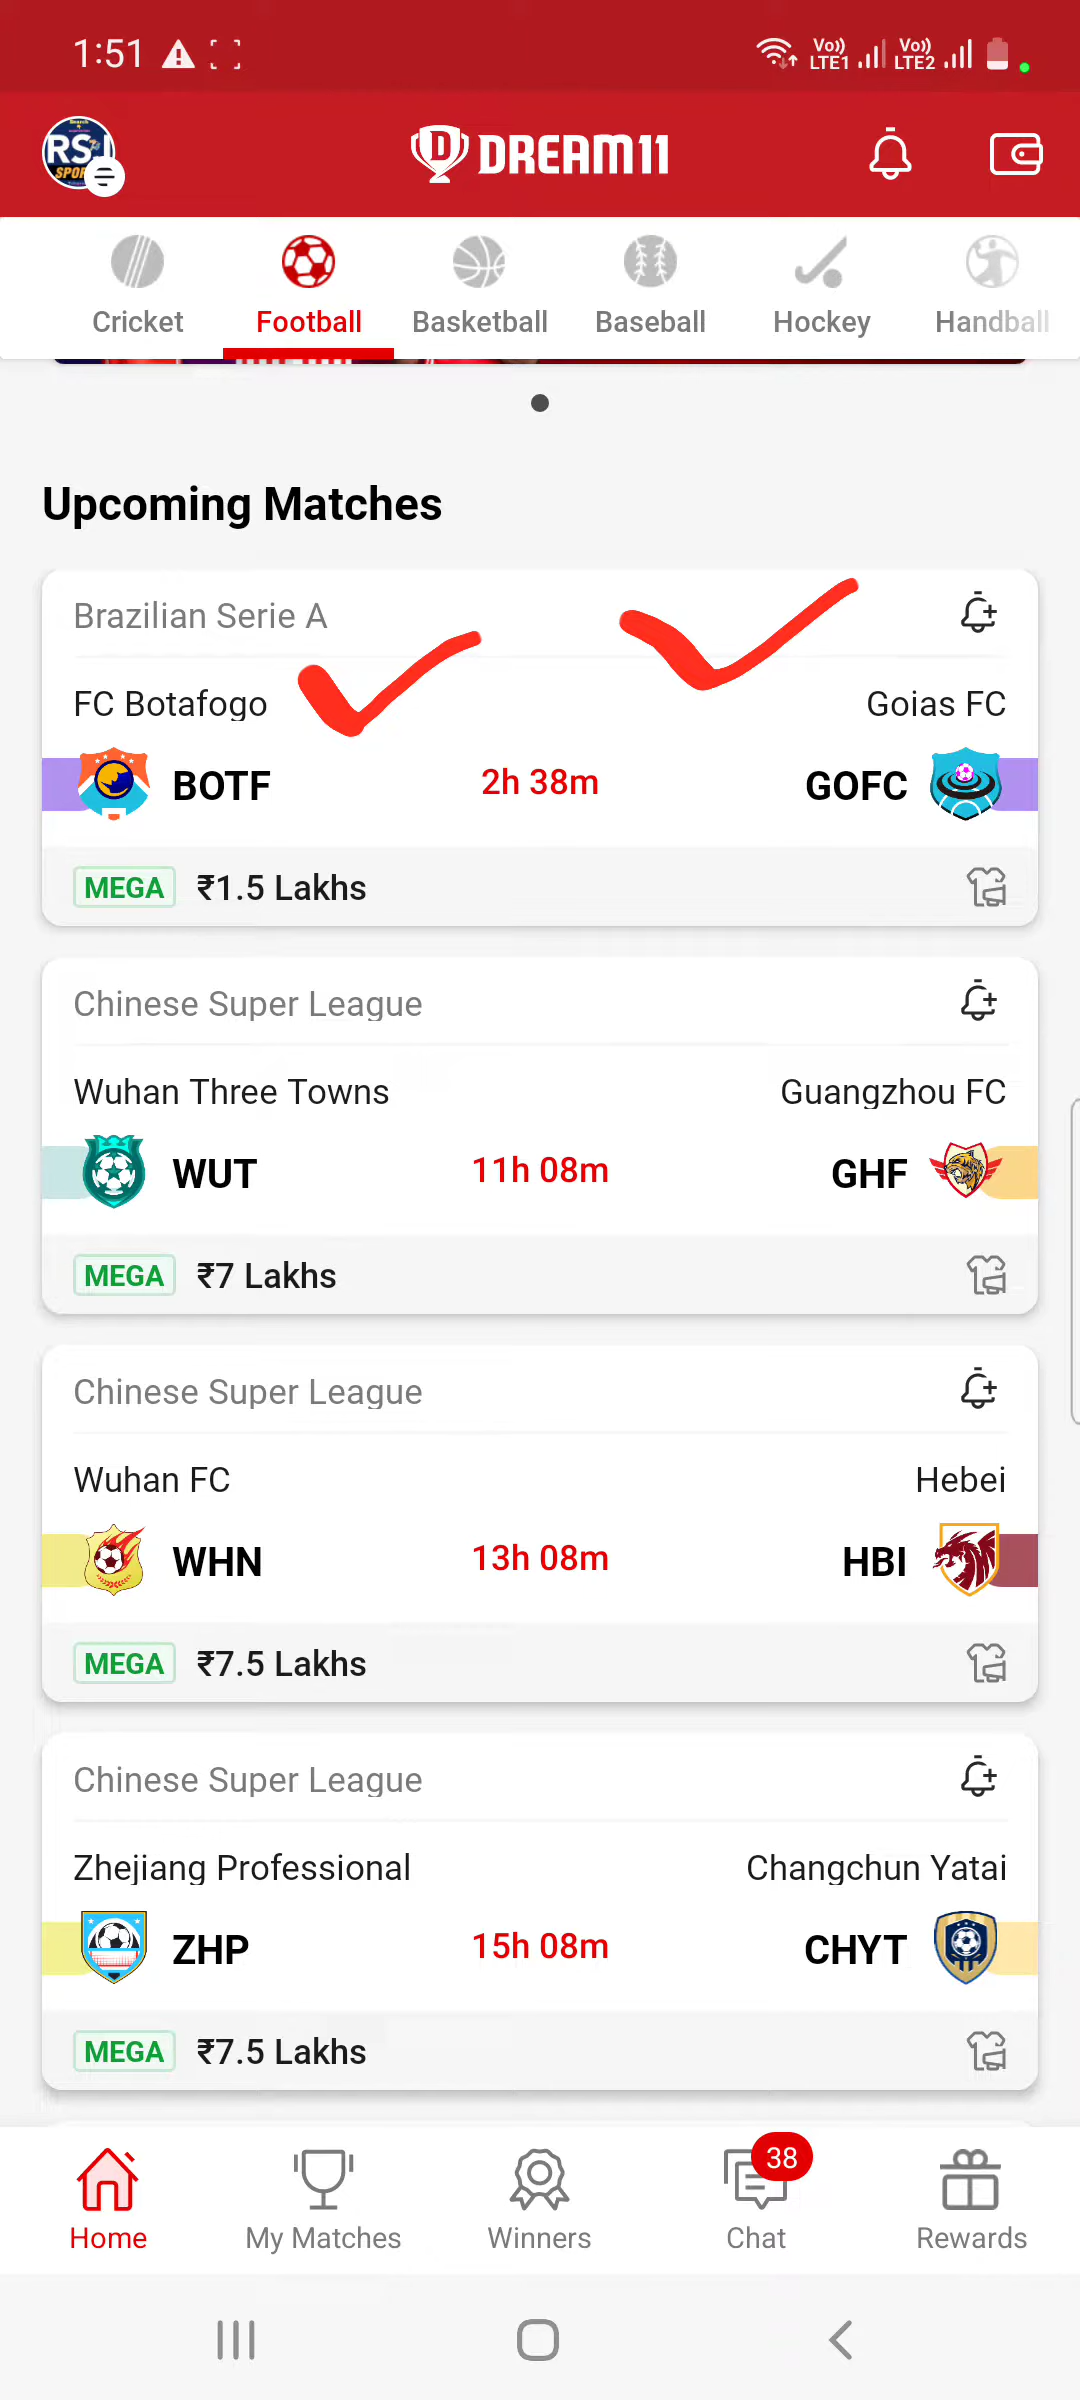 1:51
Vo)) LTE1 Vo)) LTE2
RSJ
SPOR
DREAM11
Cricket Football Basketball Baseball Hockey Handball
Upcoming Matches
Brazilian Serie A
FC Botafogo Goias FC
BOTF 2h 38m GOFC
MEGA ₹1.5 Lakhs
Chinese Super League
Wuhan Three Towns Guangzhou FC
WUT 11h 08m GHF
MEGA ₹7 Lakhs
Chinese Super League
Wuhan FC Hebei
WHN 13h 08m HBI
MEGA ₹7.5 Lakhs
Chinese Super League
Zhejiang Professional Changchun Yatai
ZHP 15h 08m CHYT
MEGA ₹7.5 Lakhs
38
Home My Matches Winners Chat Rewards